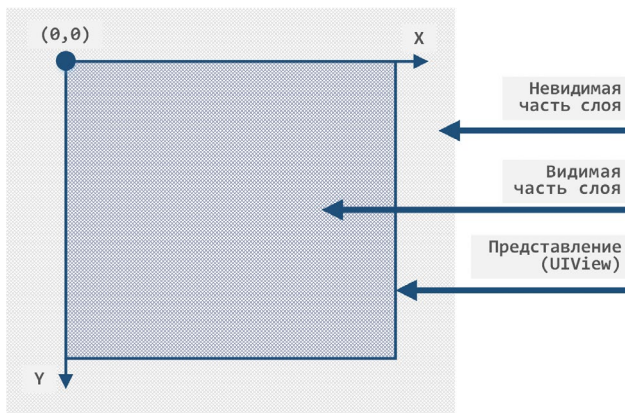 (0,0)
X
Невидимая
часть слоя
Видимая
часть слоя
Представление
(UIView)
Y